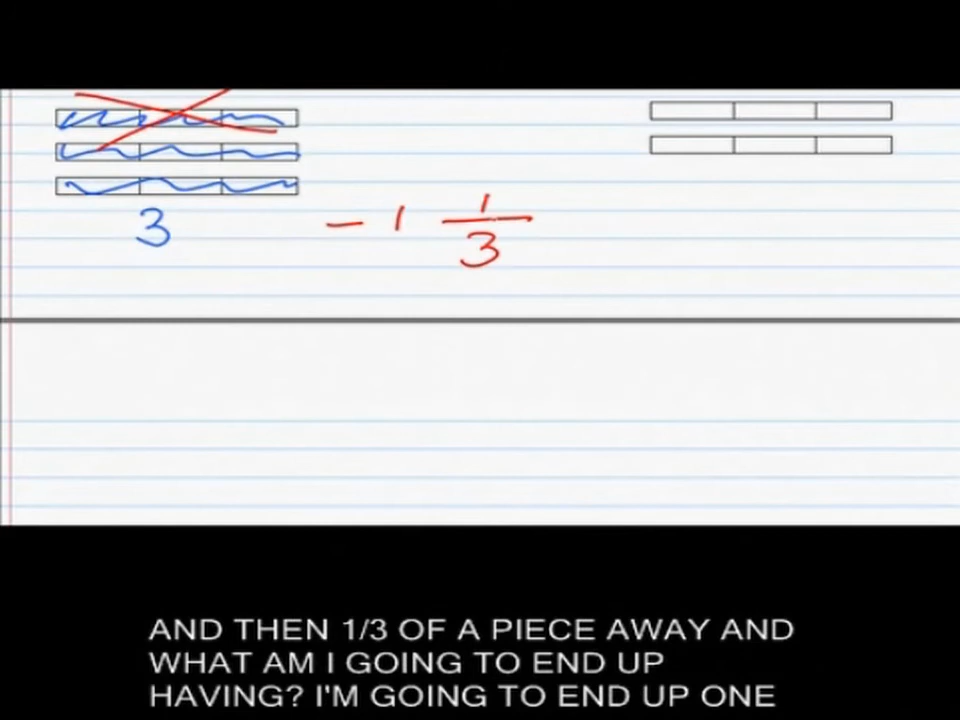 3 - 1 1/3
AND THEN 1/3 OF A PIECE AWAY AND
WHAT AM I GOING TO END UP
HAVING? I'M GOING TO END UP ONE